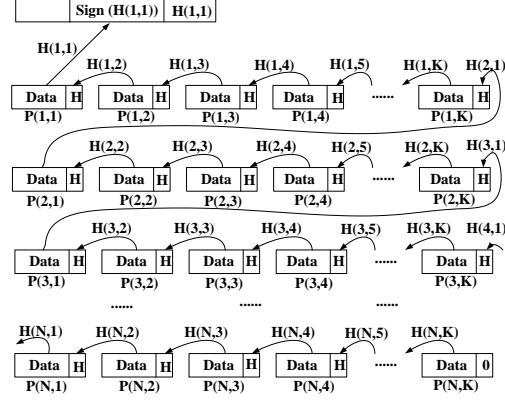 Sign (H(1,1)) H(1,1)
H(1,1) H(1,2) H(1,3) H(1,4) H(1,5) H(1,K) H(2,1)
Data H Data H Data H Data H ...... Data H
P(1,1) P(1,2) P(1,3) P(1,4) P(1,K)
H(2,2) H(2,3) H(2,4) H(2,5) H(2,K) H(3,1)
Data H Data H Data H Data H ...... Data H
P(2,1) P(2,2) P(2,3) P(2,4) P(2,K)
H(3,2) H(3,3) H(3,4) H(3,5) H(3,K) H(4,1)
Data H Data H Data H Data H ...... Data H
P(3,1) P(3,2) P(3,3) P(3,4) P(3,K)
...... ...... ......
H(N,1) H(N,2) H(N,3) H(N,4) H(N,5) H(N,K)
Data H Data H Data H Data H ...... Data 0
P(N,1) P(N,2) P(N,3) P(N,4) P(N,K)